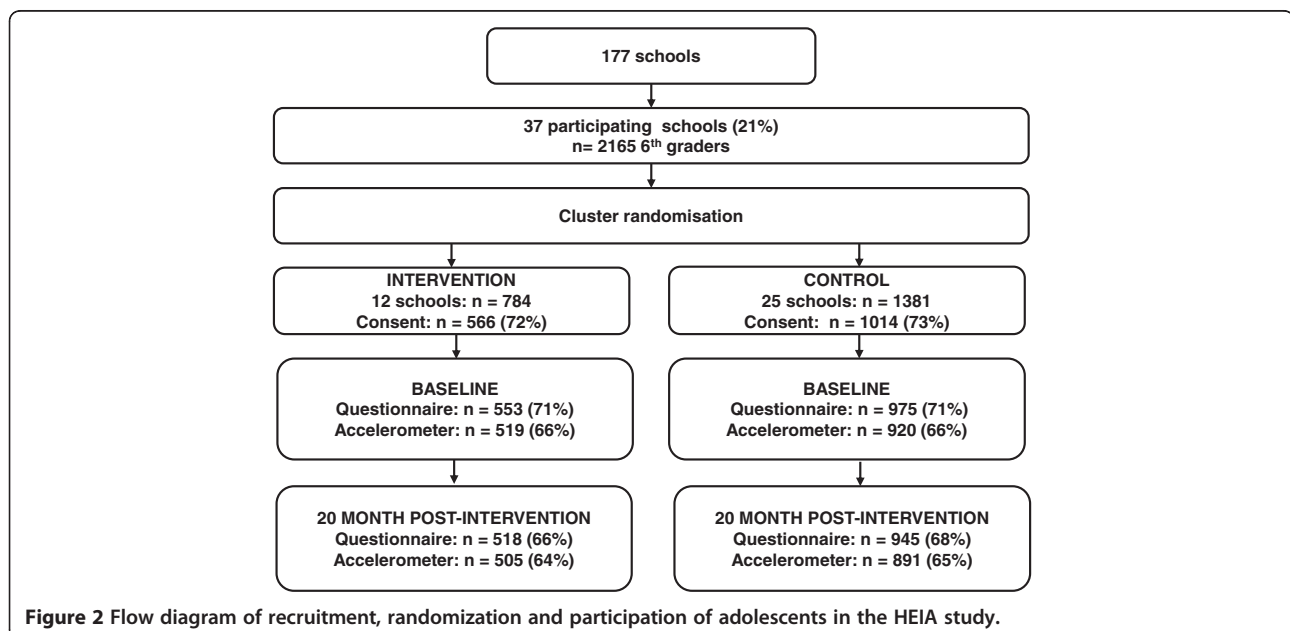 177 schools
37 participating schools (21%)
n= 2165 6th graders
Cluster randomisation
INTERVENTION
12 schools: n = 784
Consent: n = 566 (72%)
CONTROL
25 schools: n = 1381
Consent: n = 1014 (73%)
BASELINE
Questionnaire: n = 553 (71%)
Accelerometer: n = 519 (66%)
BASELINE
Questionnaire: n = 975 (71%)
Accelerometer: n = 920 (66%)
20 MONTH POST-INTERVENTION
Questionnaire: n = 518 (66%)
Accelerometer: n = 505 (64%)
20 MONTH POST-INTERVENTION
Questionnaire: n = 945 (68%)
Accelerometer: n = 891 (65%)
Figure 2 Flow diagram of recruitment, randomization and participation of adolescents in the HEIA study.